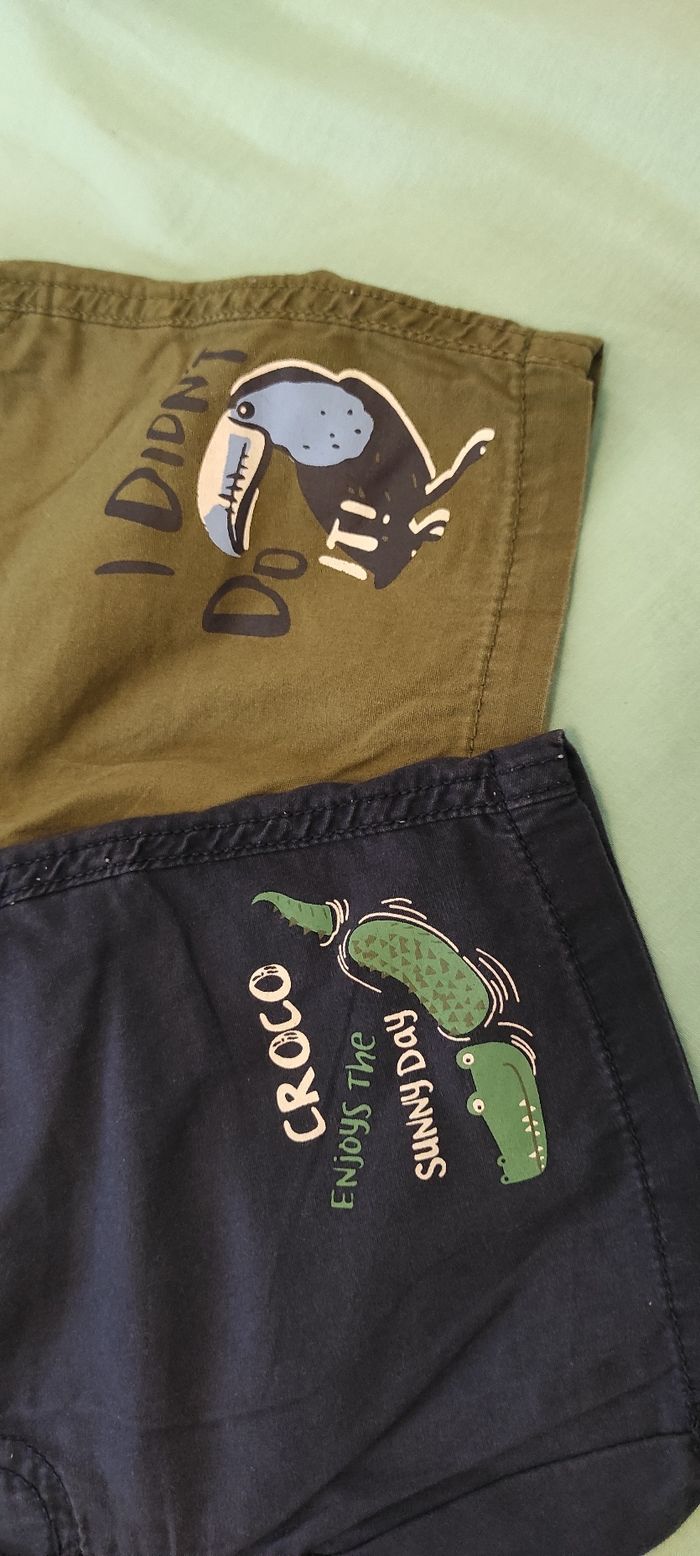 I DIDN'T
DO IT!
CROCO
ENJOYS THE
SUNNY DAY